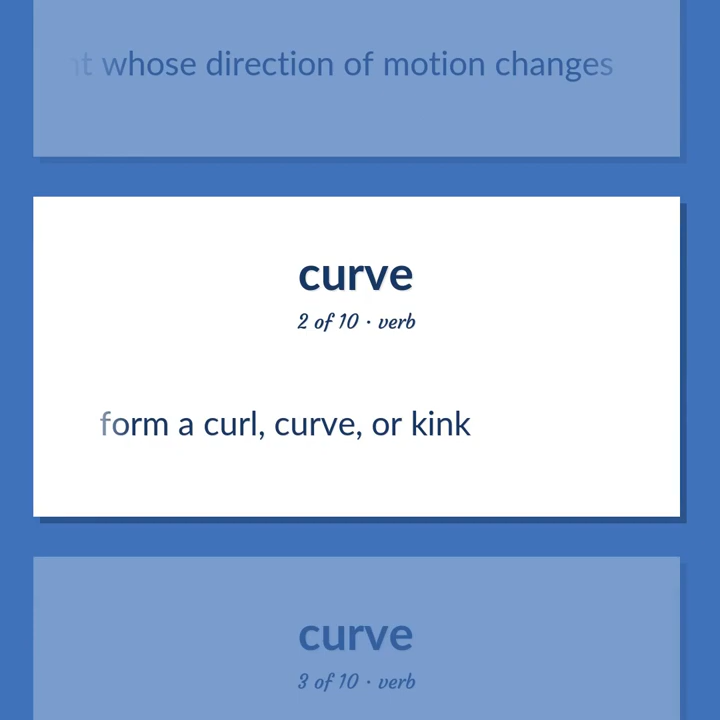 whose direction of motion changes
curve
2 of 10 · verb
form a curl, curve, or kink
curve
3 of 10 · verb